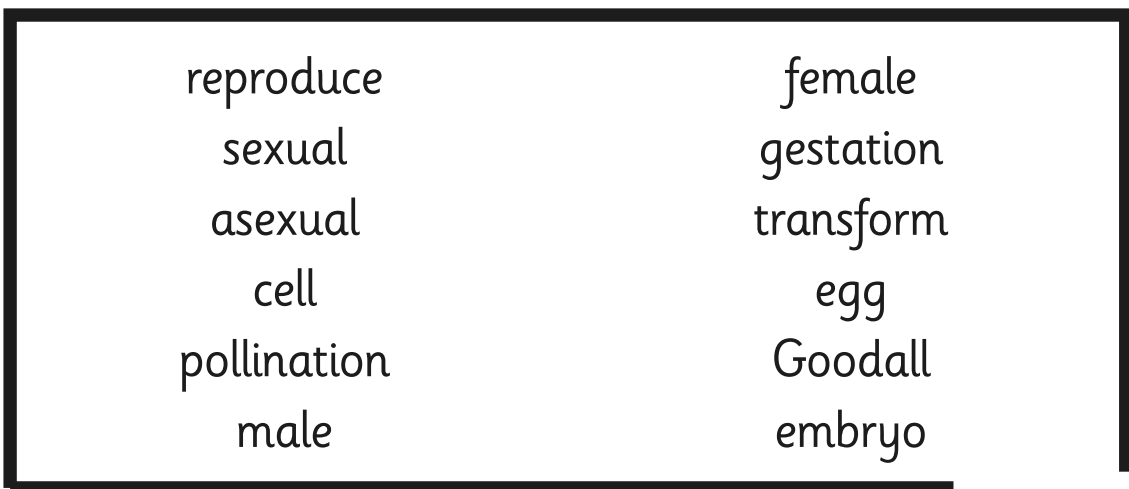 reproduce
sexual
asexual
cell
pollination
male
female
gestation
transform
egg
Goodall
embryo